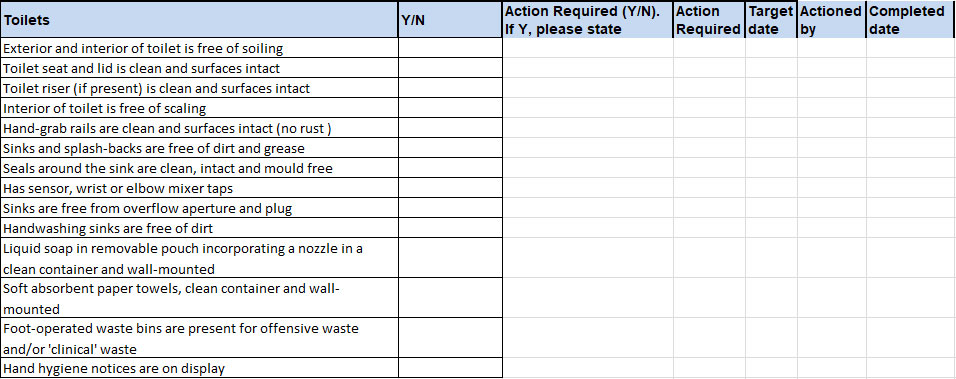 Toilets
Y/N
Action Required (Y/N).
If Y, please state
Action
Required
Target
date
Actioned
by
Completed
date
Exterior and interior of toilet is free of soiling
Toilet seat and lid is clean and surfaces intact
Toilet riser (if present) is clean and surfaces intact
Interior of toilet is free of scaling
Hand-grab rails are clean and surfaces intact (no rust )
Sinks and splash-backs are free of dirt and grease
Seals around the sink are clean, intact and mould free
Has sensor, wrist or elbow mixer taps
Sinks are free from overflow aperture and plug
Handwashing sinks are free of dirt
Liquid soap in removable pouch incorporating a nozzle in a
clean container and wall-mounted
Soft absorbent paper towels, clean container and wall-
mounted
Foot-operated waste bins are present for offensive waste
and/or 'clinical' waste
Hand hygiene notices are on display